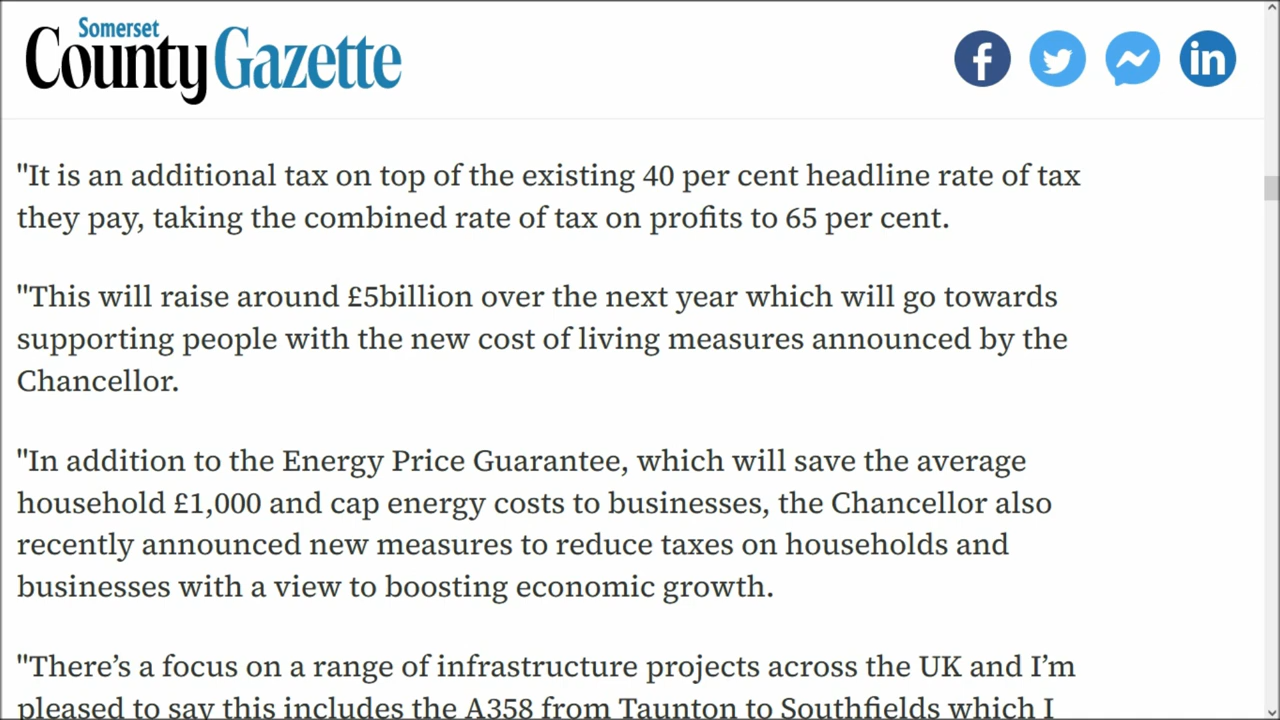 Somerset
County Gazette
"It is an additional tax on top of the existing 40 per cent headline rate of tax
they pay, taking the combined rate of tax on profits to 65 per cent.
"This will raise around £5billion over the next year which will go towards
supporting people with the new cost of living measures announced by the
Chancellor.
"In addition to the Energy Price Guarantee, which will save the average
household £1,000 and cap energy costs to businesses, the Chancellor also
recently announced new measures to reduce taxes on households and
businesses with a view to boosting economic growth.
"There’s a focus on a range of infrastructure projects across the UK and I’m
pleased to say this includes the A358 from Taunton to Southfields which I